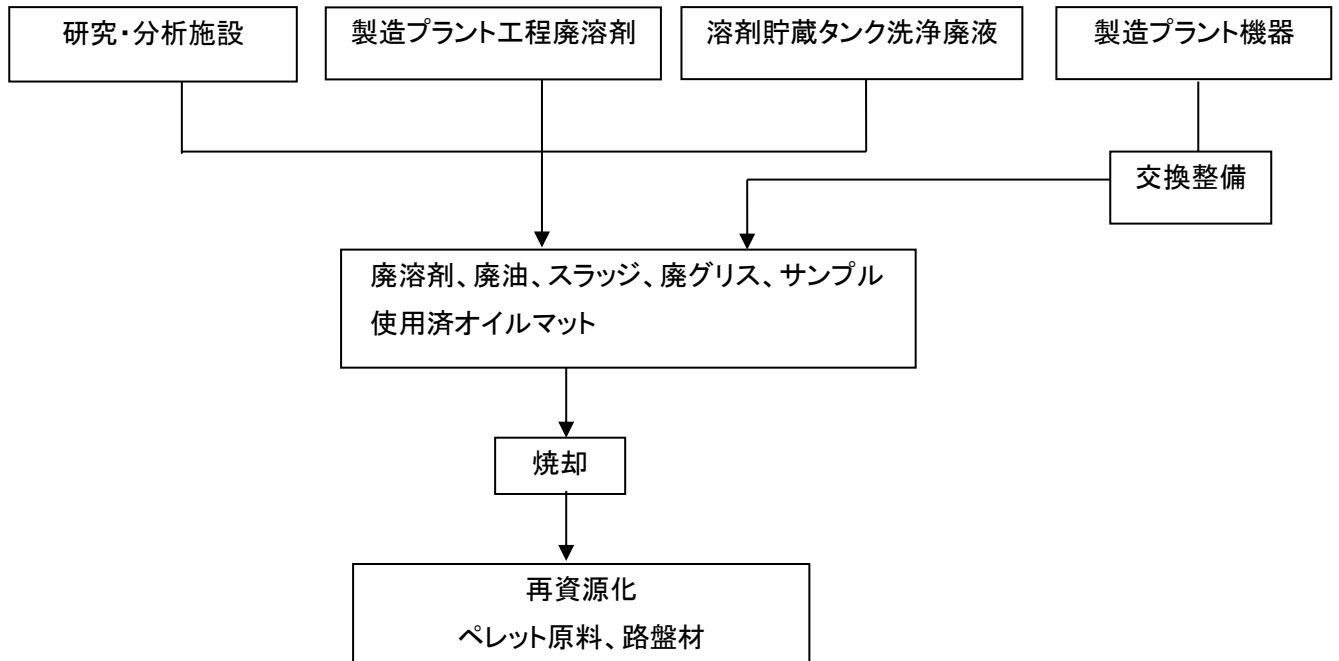 研究・分析施設
製造プラント工程廃溶剤
溶剤貯蔵タンク洗浄廃液
製造プラント機器
交換整備
廃溶剤、廃油、スラッジ、廃グリス、サンプル
使用済オイルマット
焼却
再資源化
ペレット原料、路盤材